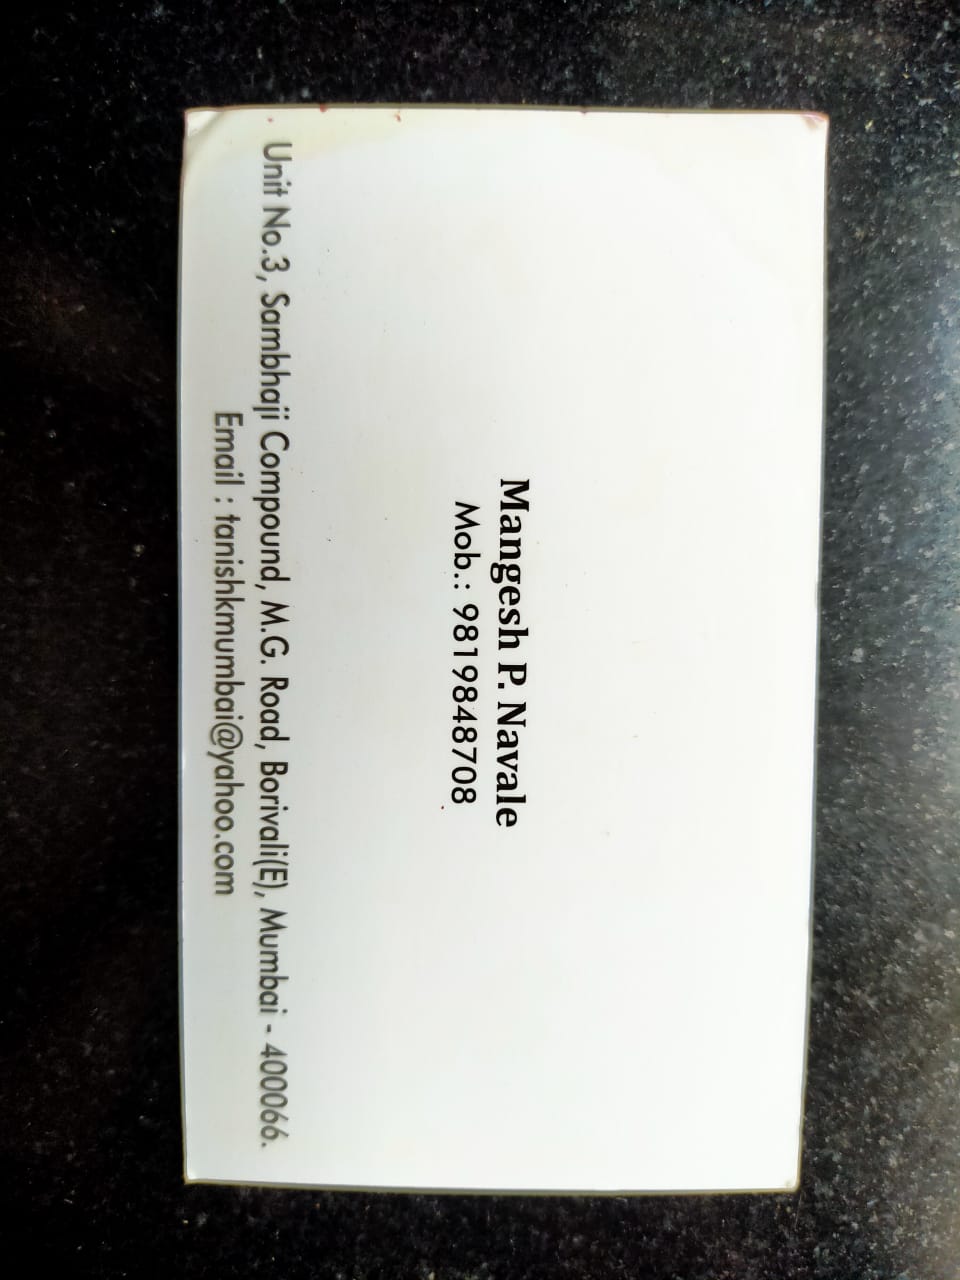 Mangesh P. Navale
Mob.: 9819848708
Unit No.3, Sambhaji Compound, M.G. Road, Borivali(E), Mumbai - 400066.
Email : tanishkmumbai@yahoo.com